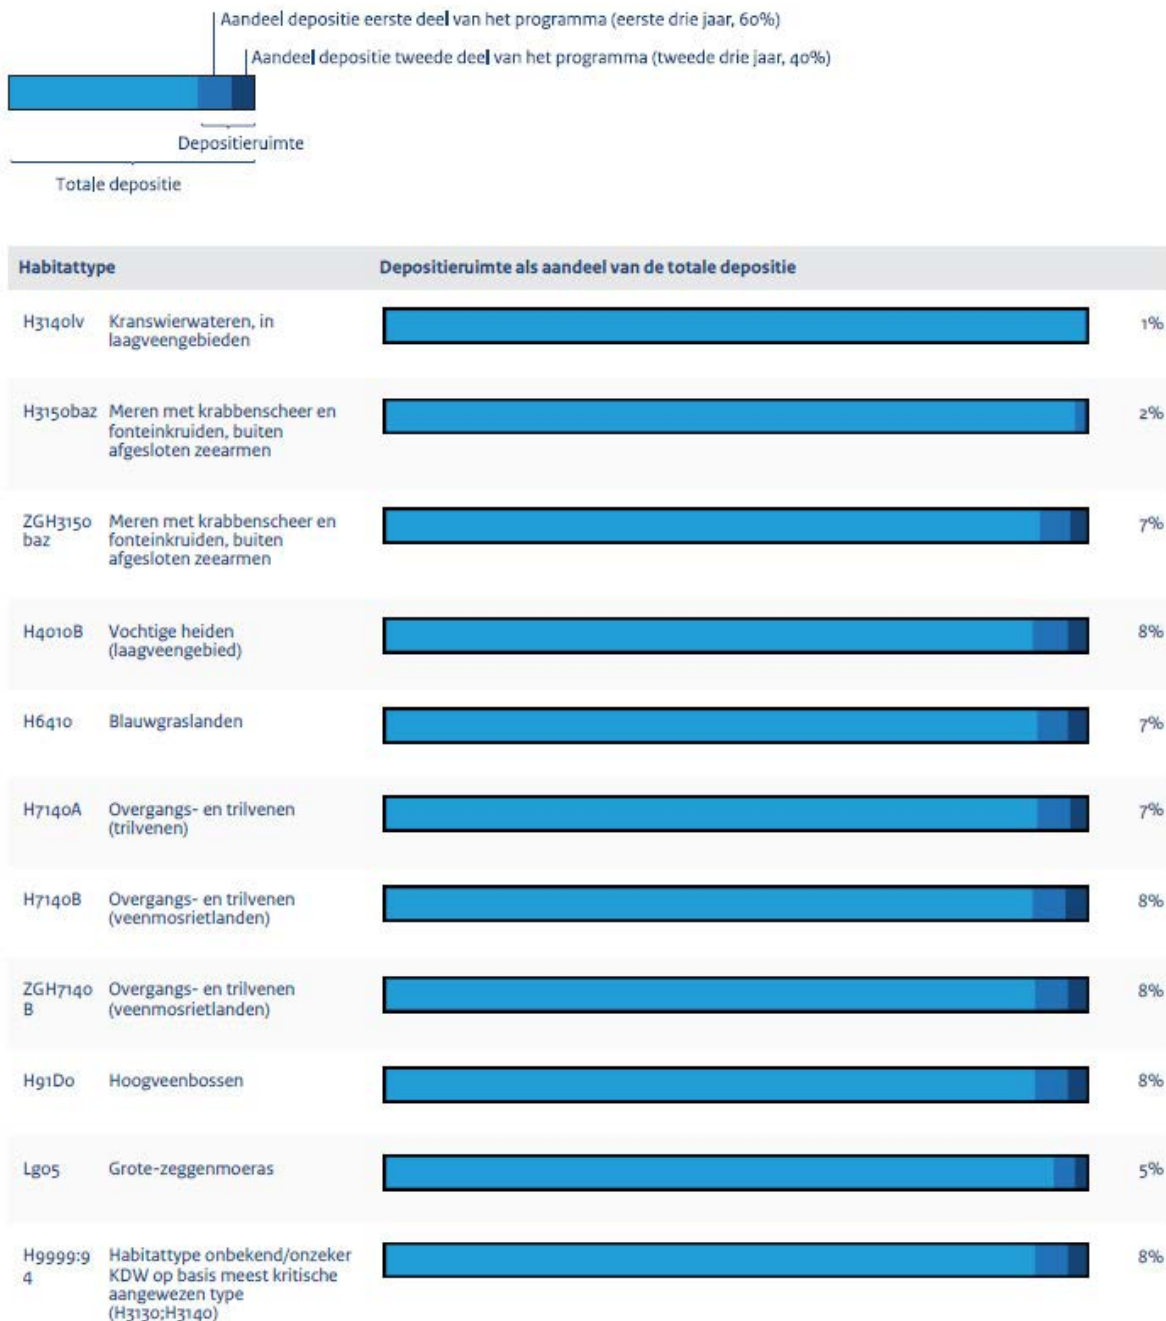 Aandeel depositie eerste deel van het programma (eerste drie jaar, 60%)
Aandeel depositie tweede deel van het programma (tweede drie jaar, 40%)
Depositieruimte
Totale depositie
Habitattype Depositieruimte als aandeel van de totale depositie
H3140lv Kranswierwateren, in 1%
laagveengebieden
H3150baz Meren met krabbenscheer en 2%
fonteinkruiden, buiten
afgesloten zeearmen
ZGH3150 Meren met krabbenscheer en 7%
baz fonteinkruiden, buiten
afgesloten zeearmen
H4010B Vochtige heiden 8%
(laagveengebied)
H6410 Blauwgraslanden 7%
H7140A Overgangs- en trilvenen 7%
(trilvenen)
H7140B Overgangs- en trilvenen 8%
(veenmosrietlanden)
ZGH7140 Overgangs- en trilvenen 8%
B (veenmosrietlanden)
H91D0 Hoogveenbossen 8%
Lg05 Grote-zeggenmoeras 5%
H9999:9 Habitattype onbekend/onzeker 8%
4 KDW op basis meest kritische
aangewezen type
(H3130;H3140)